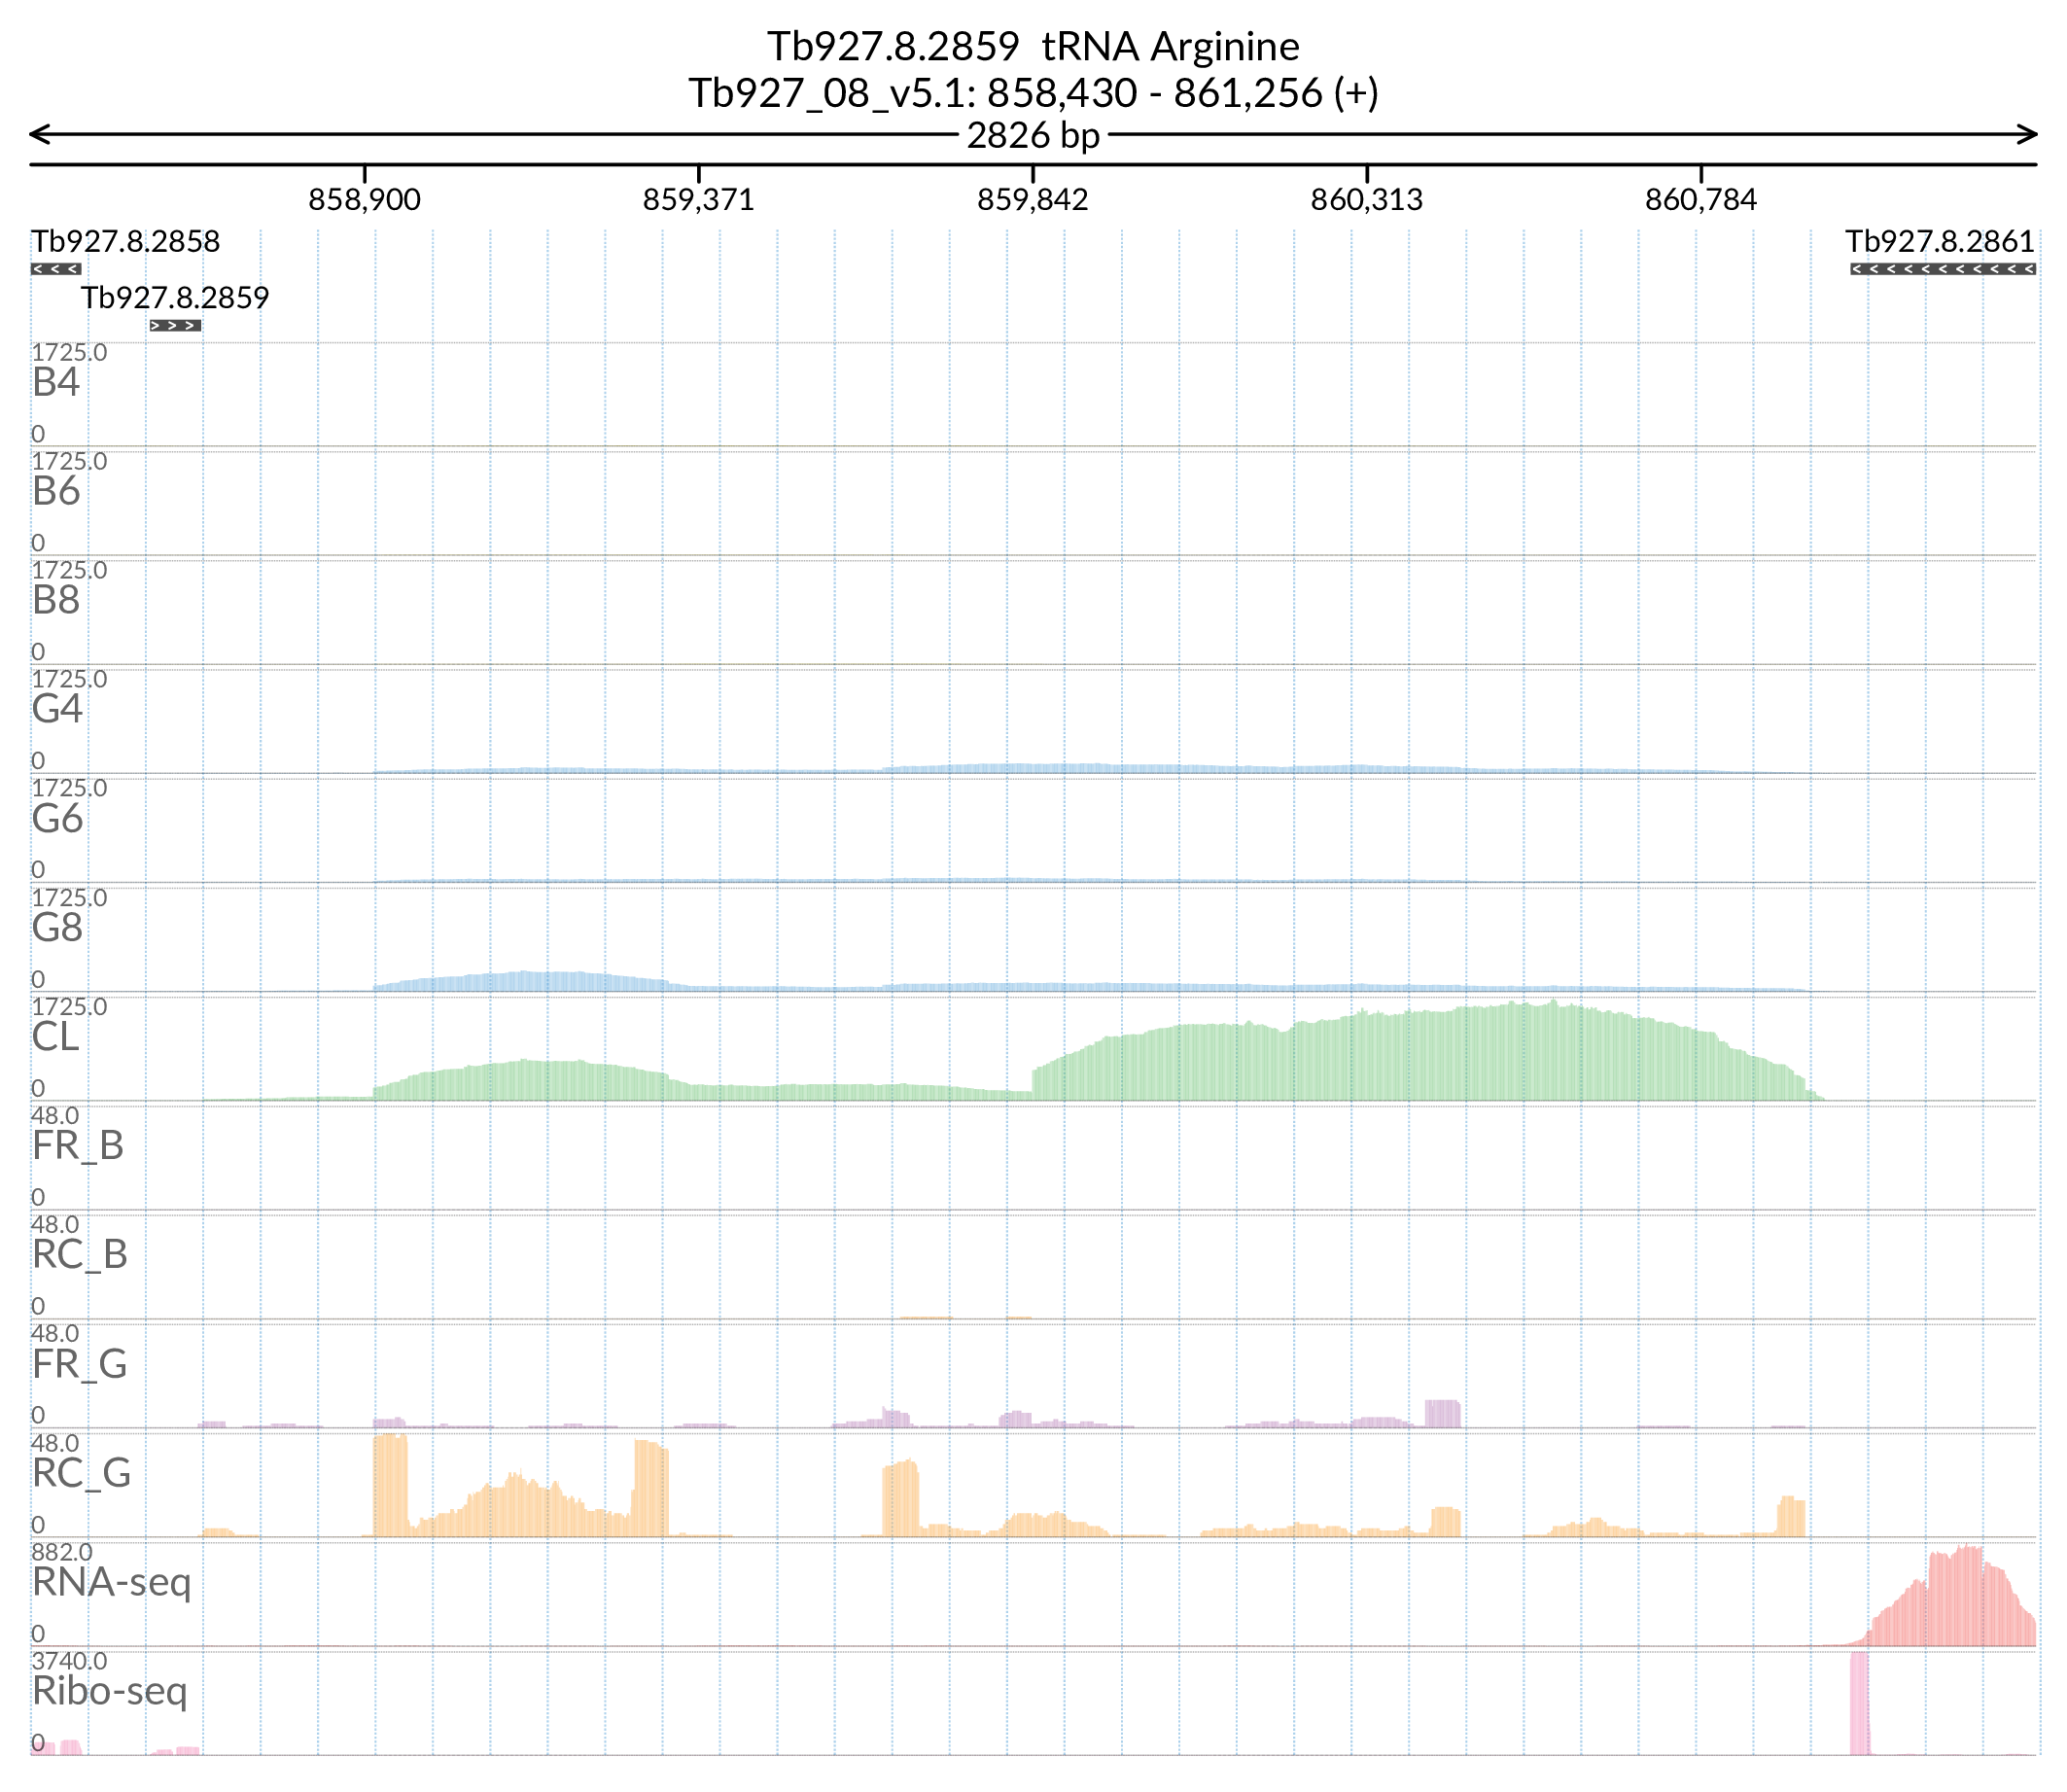 Tb927.8.2859 tRNA Arginine
Tb927_08_v5.1: 858,430 - 861,256 (+)
2826 bp
858,900 859,371 859,842 860,313 860,784
Tb927.8.2858 Tb927.8.2861
Tb927.8.2859
1725.0
B4
0
1725.0
B6
0
1725.0
B8
0
1725.0
G4
0
1725.0
G6
0
1725.0
G8
0
1725.0
CL
0
48.0
FR_B
0
48.0
RC_B
0
48.0
FR_G
0
48.0
RC_G
0
882.0
RNA-seq
0
3740.0
Ribo-seq
0